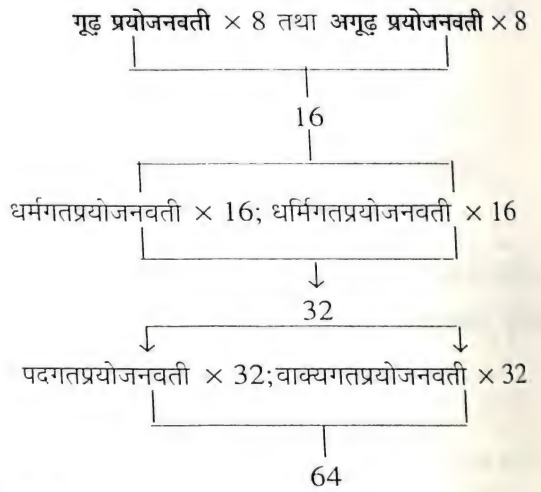 गूढ़ प्रयोजनवती × 8 तथा अगूढ़ प्रयोजनवती × 8
16
धर्मगतप्रयोजनवती × 16; धर्मिगतप्रयोजनवती × 16
32
पदगतप्रयोजनवती × 32; वाक्यगतप्रयोजनवती × 32
64